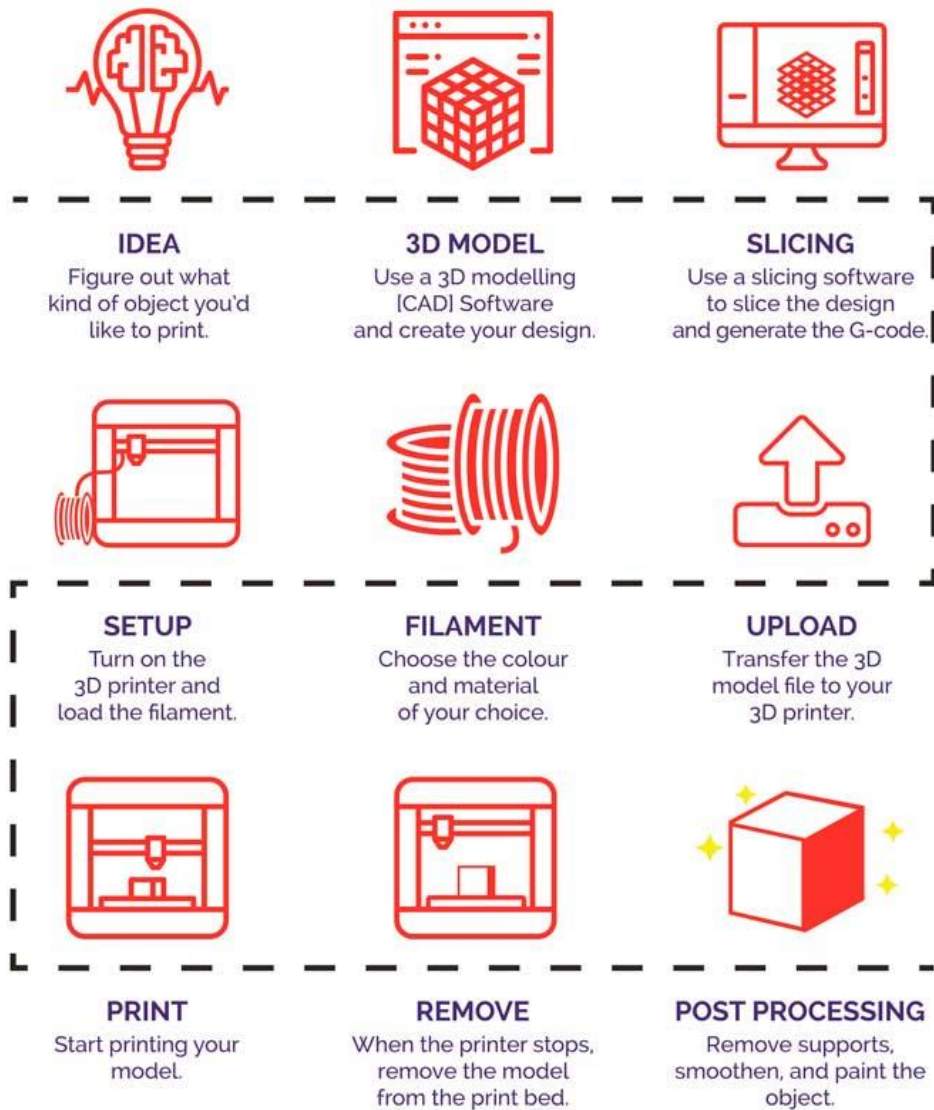 IDEA
Figure out what
kind of object you'd
like to print.
3D MODEL
Use a 3D modelling
[CAD] Software
and create your design.
SLICING
Use a slicing software
to slice the design
and generate the G-code.
SETUP
Turn on the
3D printer and
load the filament.
FILAMENT
Choose the colour
and material
of your choice.
UPLOAD
Transfer the 3D
model file to your
3D printer.
PRINT
Start printing your
model.
REMOVE
When the printer stops,
remove the model
from the print bed.
POST PROCESSING
Remove supports,
smoothen, and paint the
object.